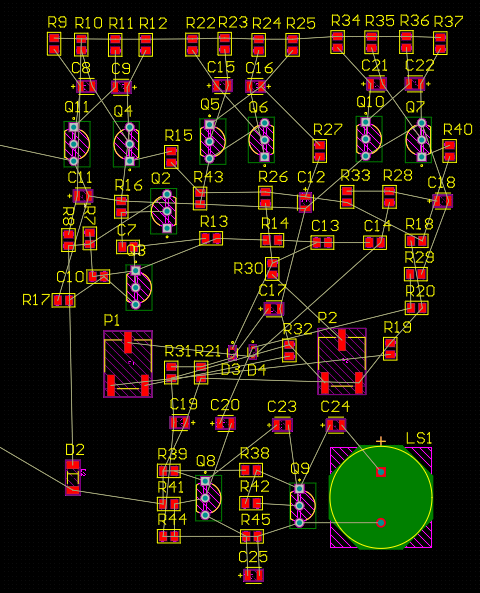 R9 R10 R11 R12 R22 R23 R24 R25 R34 R35 R36 R37
C8 C9 C15 C16 C21 C22
Q11 Q4 Q5 Q6 Q10 Q7
R15 R27 R40
C11 R16 Q2 R43 R26 C12 R33 R28 C18
C7 R13 R14 C13 C14 R18
Q3
C10 R30 R29
R17 C17 R20
P1 R32 P2 R19
R31 R21 D3 D4
C19 C20 C23 C24
D2 R39 Q8 R38 Q9 LS1
R41 R42
R44 R45
C25